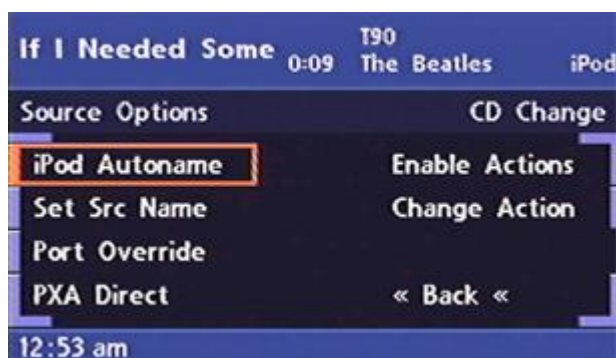 If I Needed Some 0:09 T90 The Beatles iPod
Source Options CD Change
iPod Autoname Enable Actions
Set Src Name Change Action
Port Override
PXA Direct « Back «
12:53 am